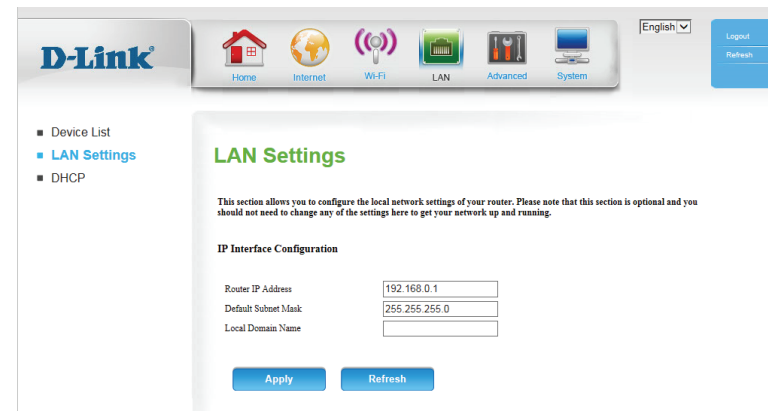 English
Logout
Refresh
D-Link®
Home
Internet
Wi-Fi
LAN
Advanced
System
Device List
LAN Settings
DHCP
LAN Settings
This section allows you to configure the local network settings of your router. Please note that this section is optional and you
should not need to change any of the settings here to get your network up and running.
IP Interface Configuration
Router IP Address 192.168.0.1
Default Subnet Mask 255.255.255.0
Local Domain Name
Apply Refresh